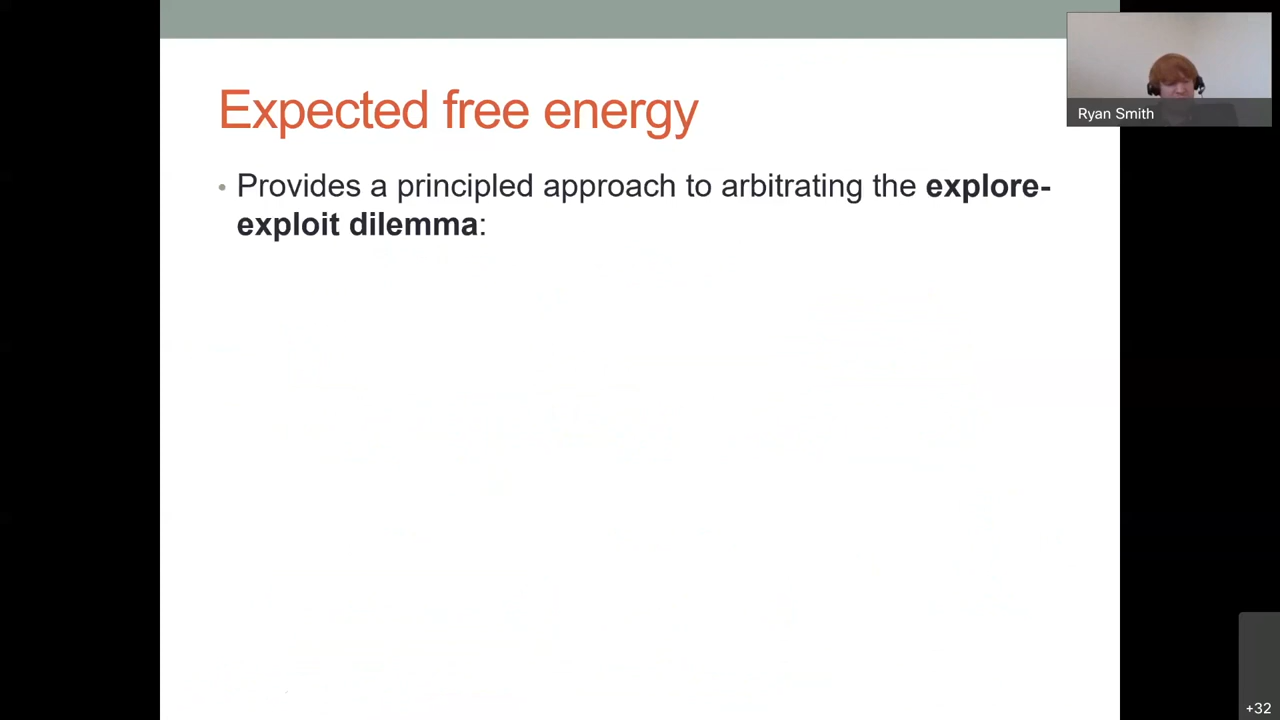 Expected free energy
• Provides a principled approach to arbitrating the explore-
exploit dilemma:
Ryan Smith
+32